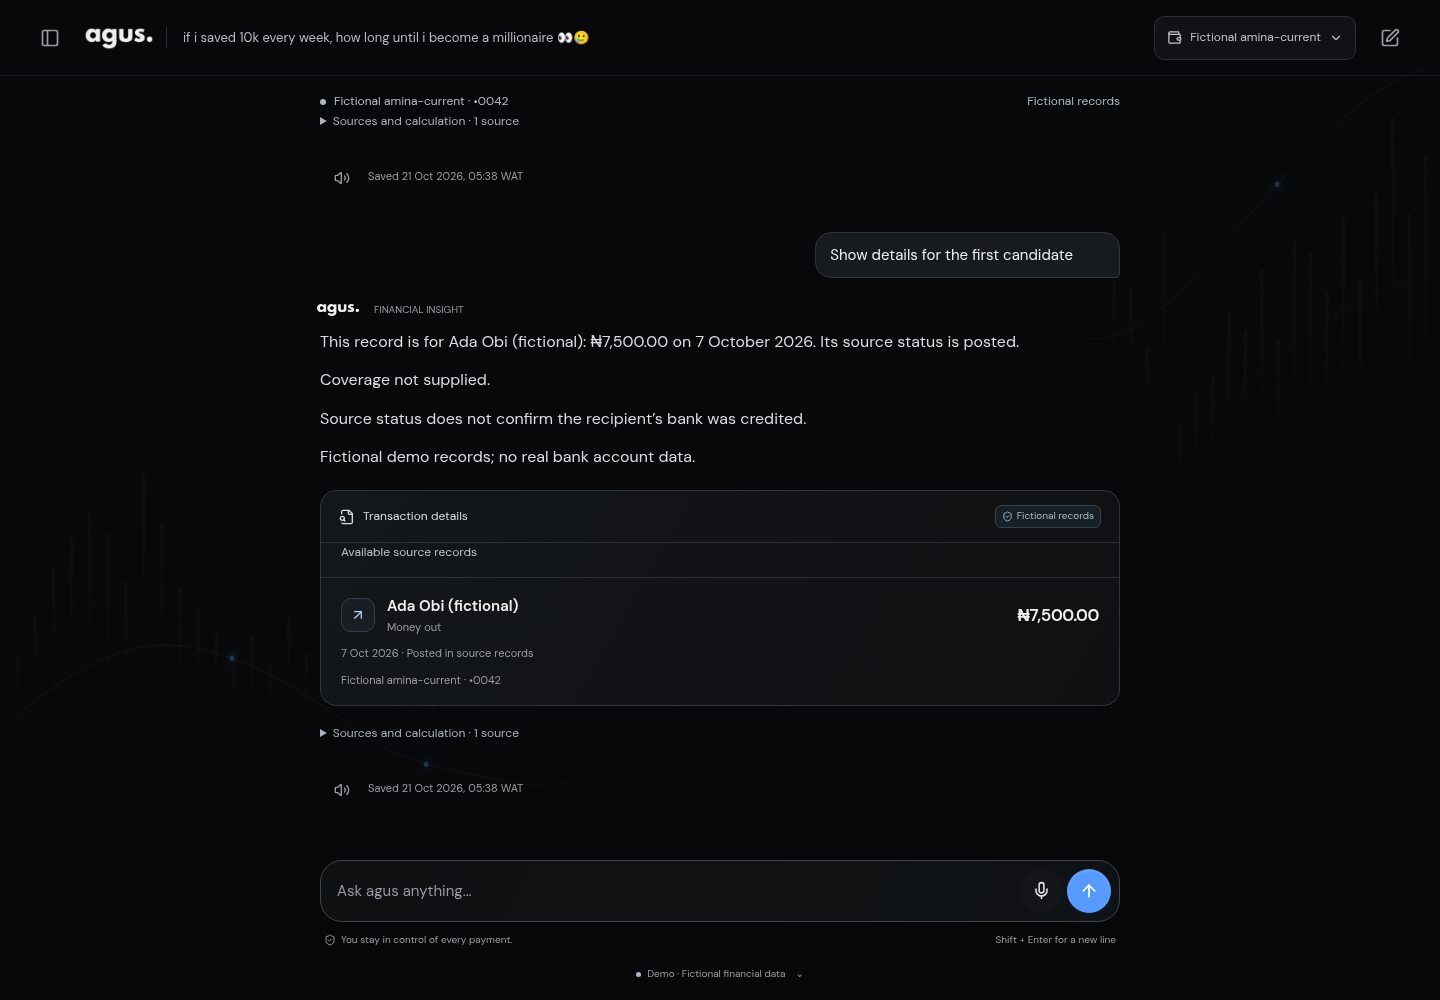 agus.
if i saved 10k every week, how long until i become a millionaire 👀🥲
Fictional amina-current
Fictional amina-current · •0042
Fictional records
Sources and calculation · 1 source
Saved 21 Oct 2026, 05:38 WAT
Show details for the first candidate
agus. FINANCIAL INSIGHT
This record is for Ada Obi (fictional): ₦7,500.00 on 7 October 2026. Its source status is posted.
Coverage not supplied.
Source status does not confirm the recipient’s bank was credited.
Fictional demo records; no real bank account data.
Transaction details
Fictional records
Available source records
Ada Obi (fictional)
Money out
₦7,500.00
7 Oct 2026 · Posted in source records
Fictional amina-current · •0042
Sources and calculation · 1 source
Saved 21 Oct 2026, 05:38 WAT
Ask agus anything...
You stay in control of every payment.
Shift + Enter for a new line
Demo · Fictional financial data